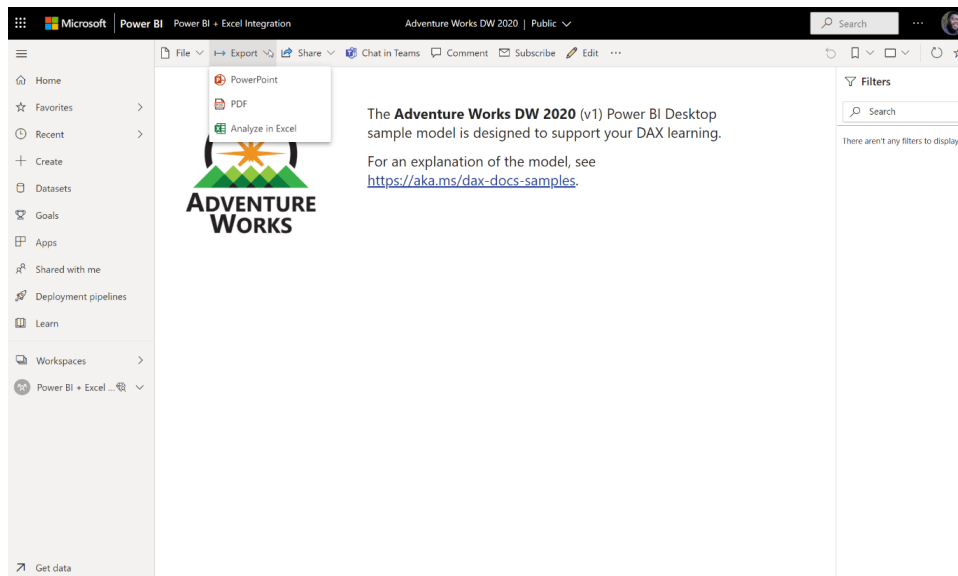 Microsoft Power BI Power BI + Excel Integration Adventure Works DW 2020 | Public Search
File Export Share Chat in Teams Comment Subscribe Edit
Home
Favorites
Recent
Create
Datasets
Goals
Apps
Shared with me
Deployment pipelines
Learn
Workspaces
Power BI + Excel ...
Get data
PowerPoint
PDF
Analyze in Excel
ADVENTURE
WORKS
The Adventure Works DW 2020 (v1) Power BI Desktop
sample model is designed to support your DAX learning.
For an explanation of the model, see
https://aka.ms/dax-docs-samples.
Filters
Search
There aren't any filters to display